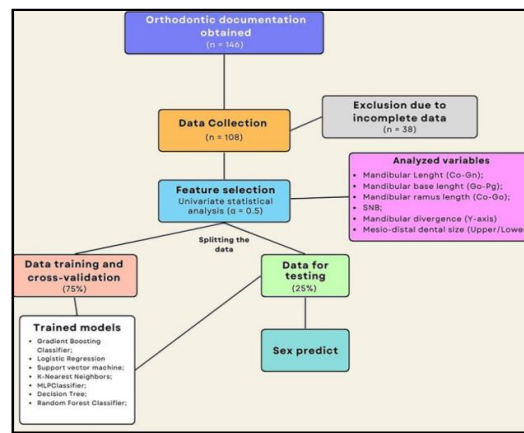 Orthodontic documentation
obtained
(n = 146)
Data Collection
(n = 108)
Exclusion due to
incomplete data
(n = 38)
Feature selection
Univariate statistical
analysis (α = 0.5)
Analyzed variables
• Mandibular Lenght (Co-Gn);
• Mandibular base lenght (Go-Pg);
• Mandibular ramus length (Co-Go);
• SNB;
• Mandibular divergence (Y-axis)
• Mesio-distal dental size (Upper/Lower
Splitting the
data
Data training and
cross-validation
(75%)
Data for
testing
(25%)
Trained models
• Gradient Boosting
Classifier;
• Logistic Regression
• Support vector machine;
• K-Nearest Neighbors;
• MLPClassifier;
• Decision Tree;
• Random Forest Classifier;
Sex predict